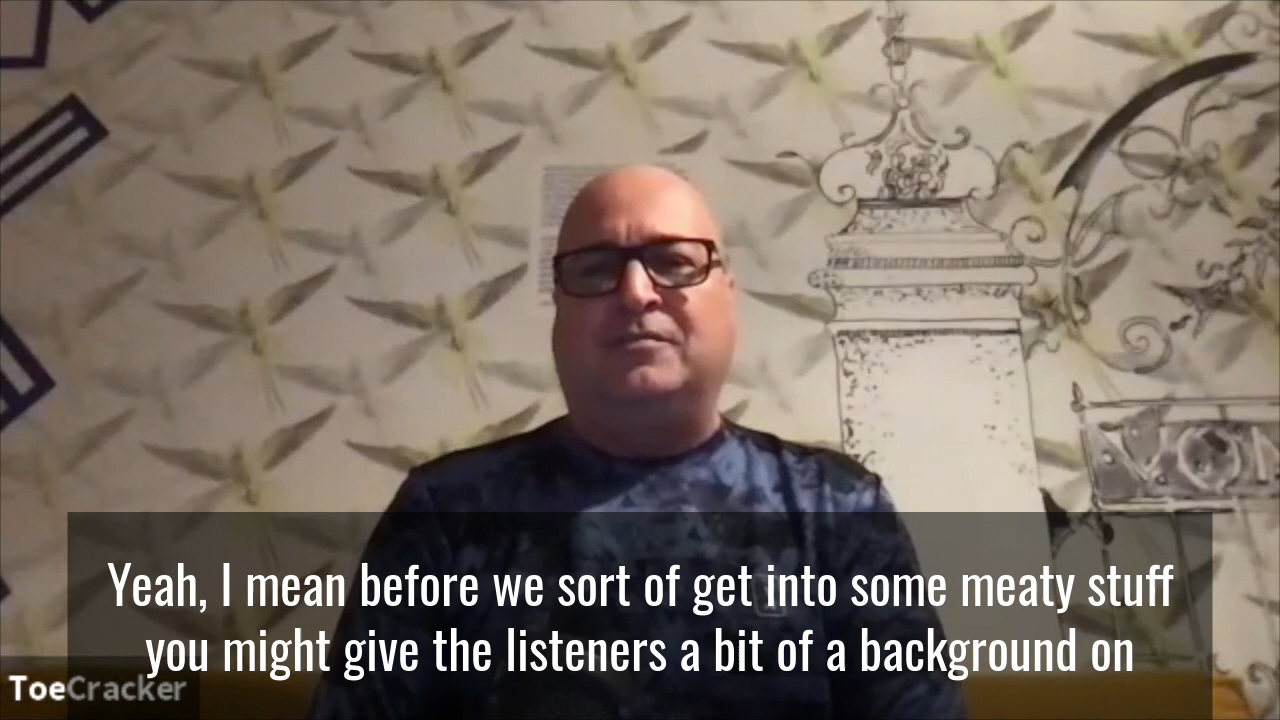 Yeah, I mean before we sort of get into some meaty stuff
you might give the listeners a bit of a background on
ToeCracker